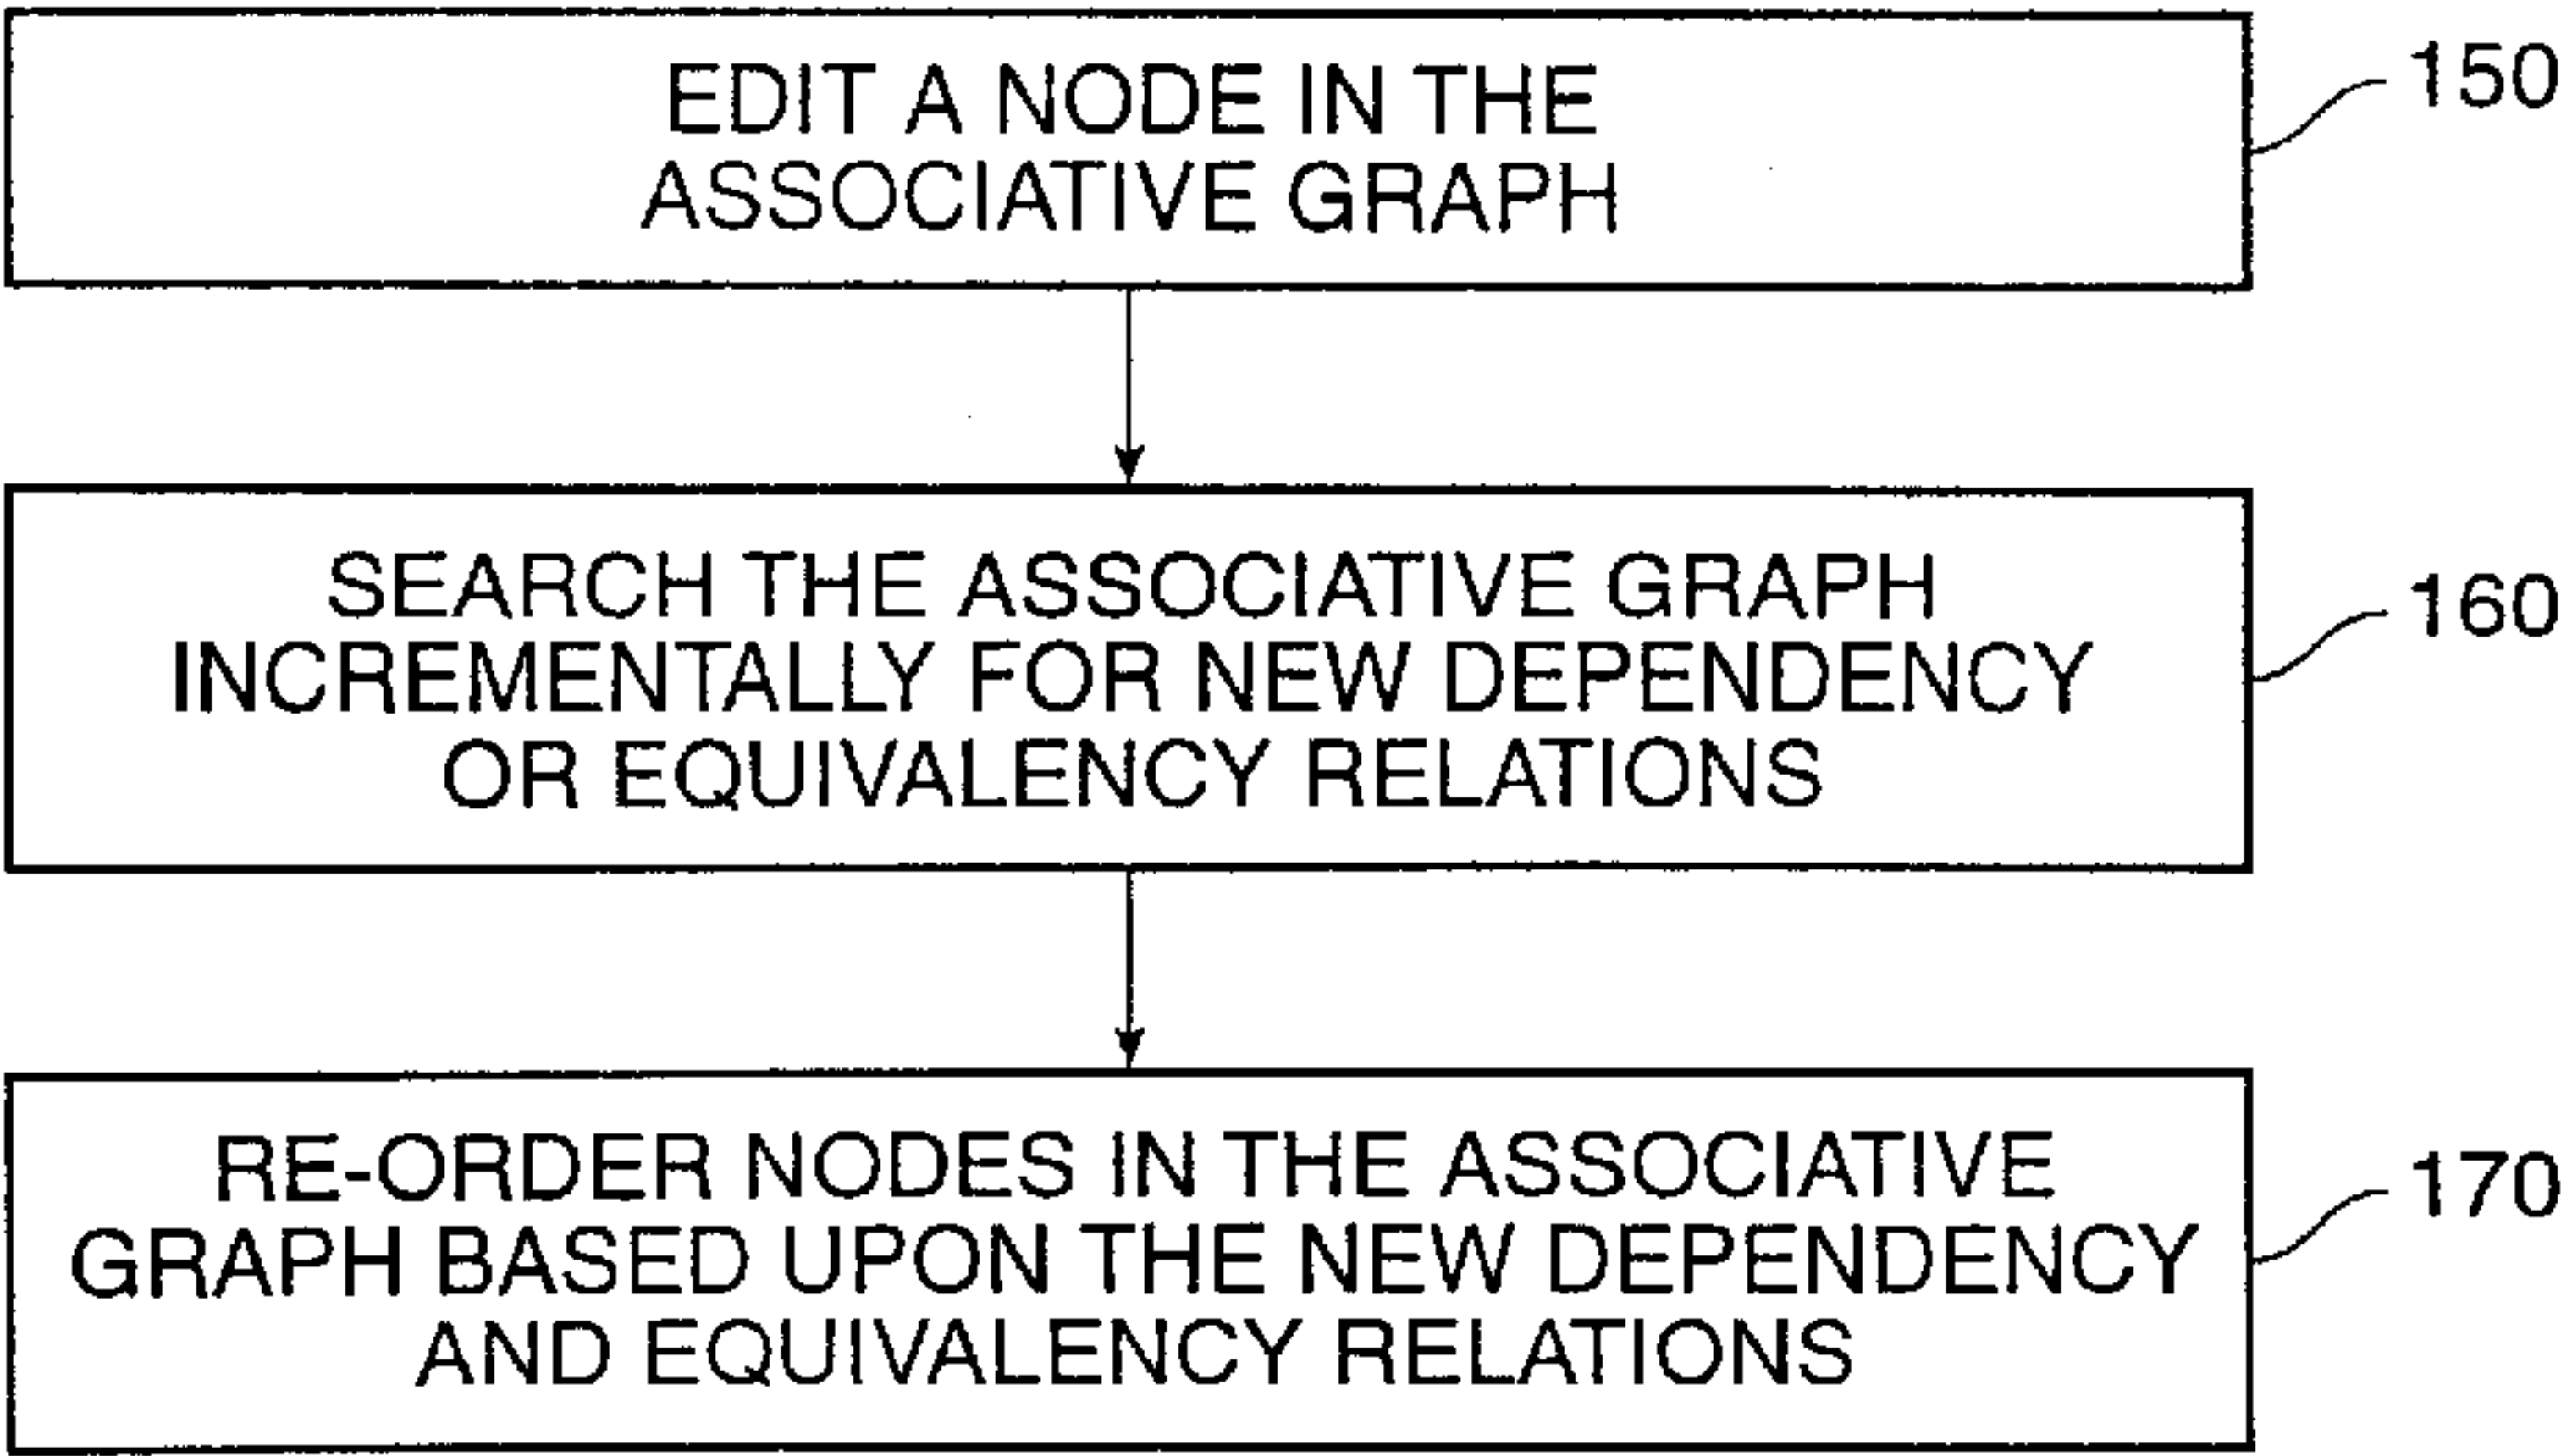 EDIT A NODE IN THE
ASSOCIATIVE GRAPH
150
SEARCH THE ASSOCIATIVE GRAPH
INCREMENTALLY FOR NEW DEPENDENCY
OR EQUIVALENCY RELATIONS
160
RE-ORDER NODES IN THE ASSOCIATIVE
GRAPH BASED UPON THE NEW DEPENDENCY
AND EQUIVALENCY RELATIONS
170